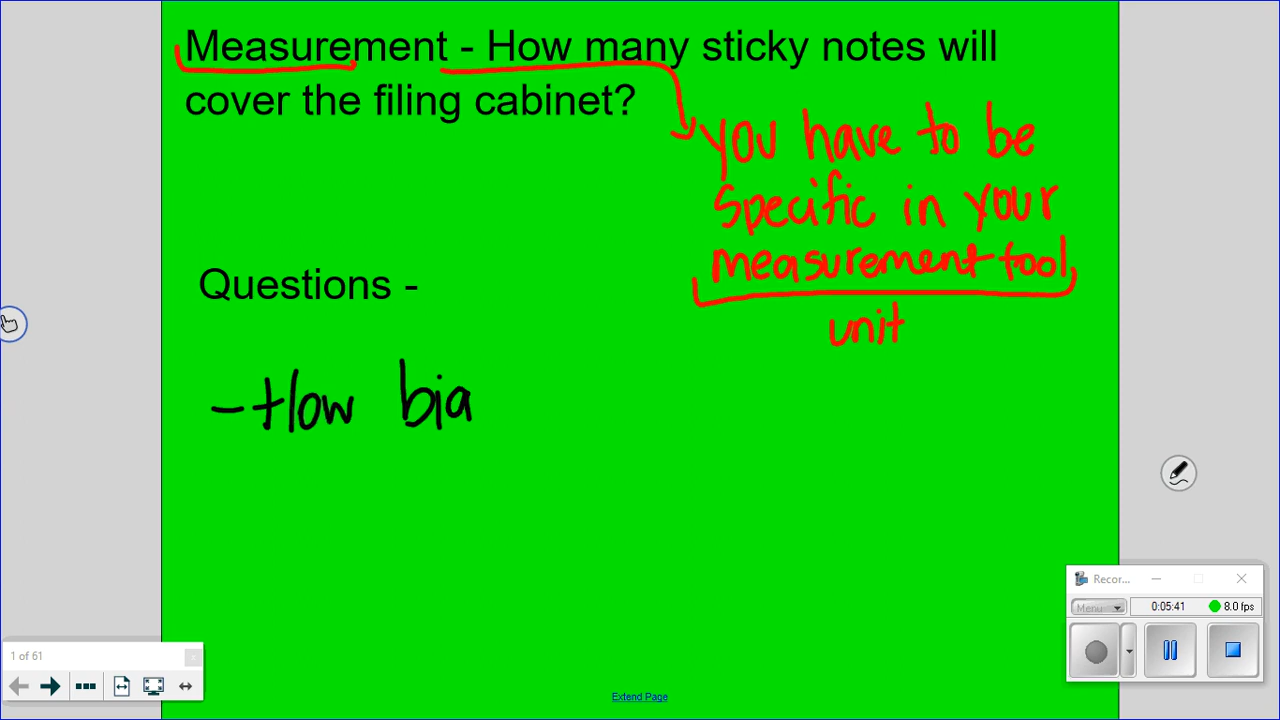 Measurement - How many sticky notes will
cover the filing cabinet?
you have to be
specific in your
measurement tool
unit
Questions -
- How bia
Recor...
Menu
0:05:41
8.0 fps
1 of 61
Extend Page